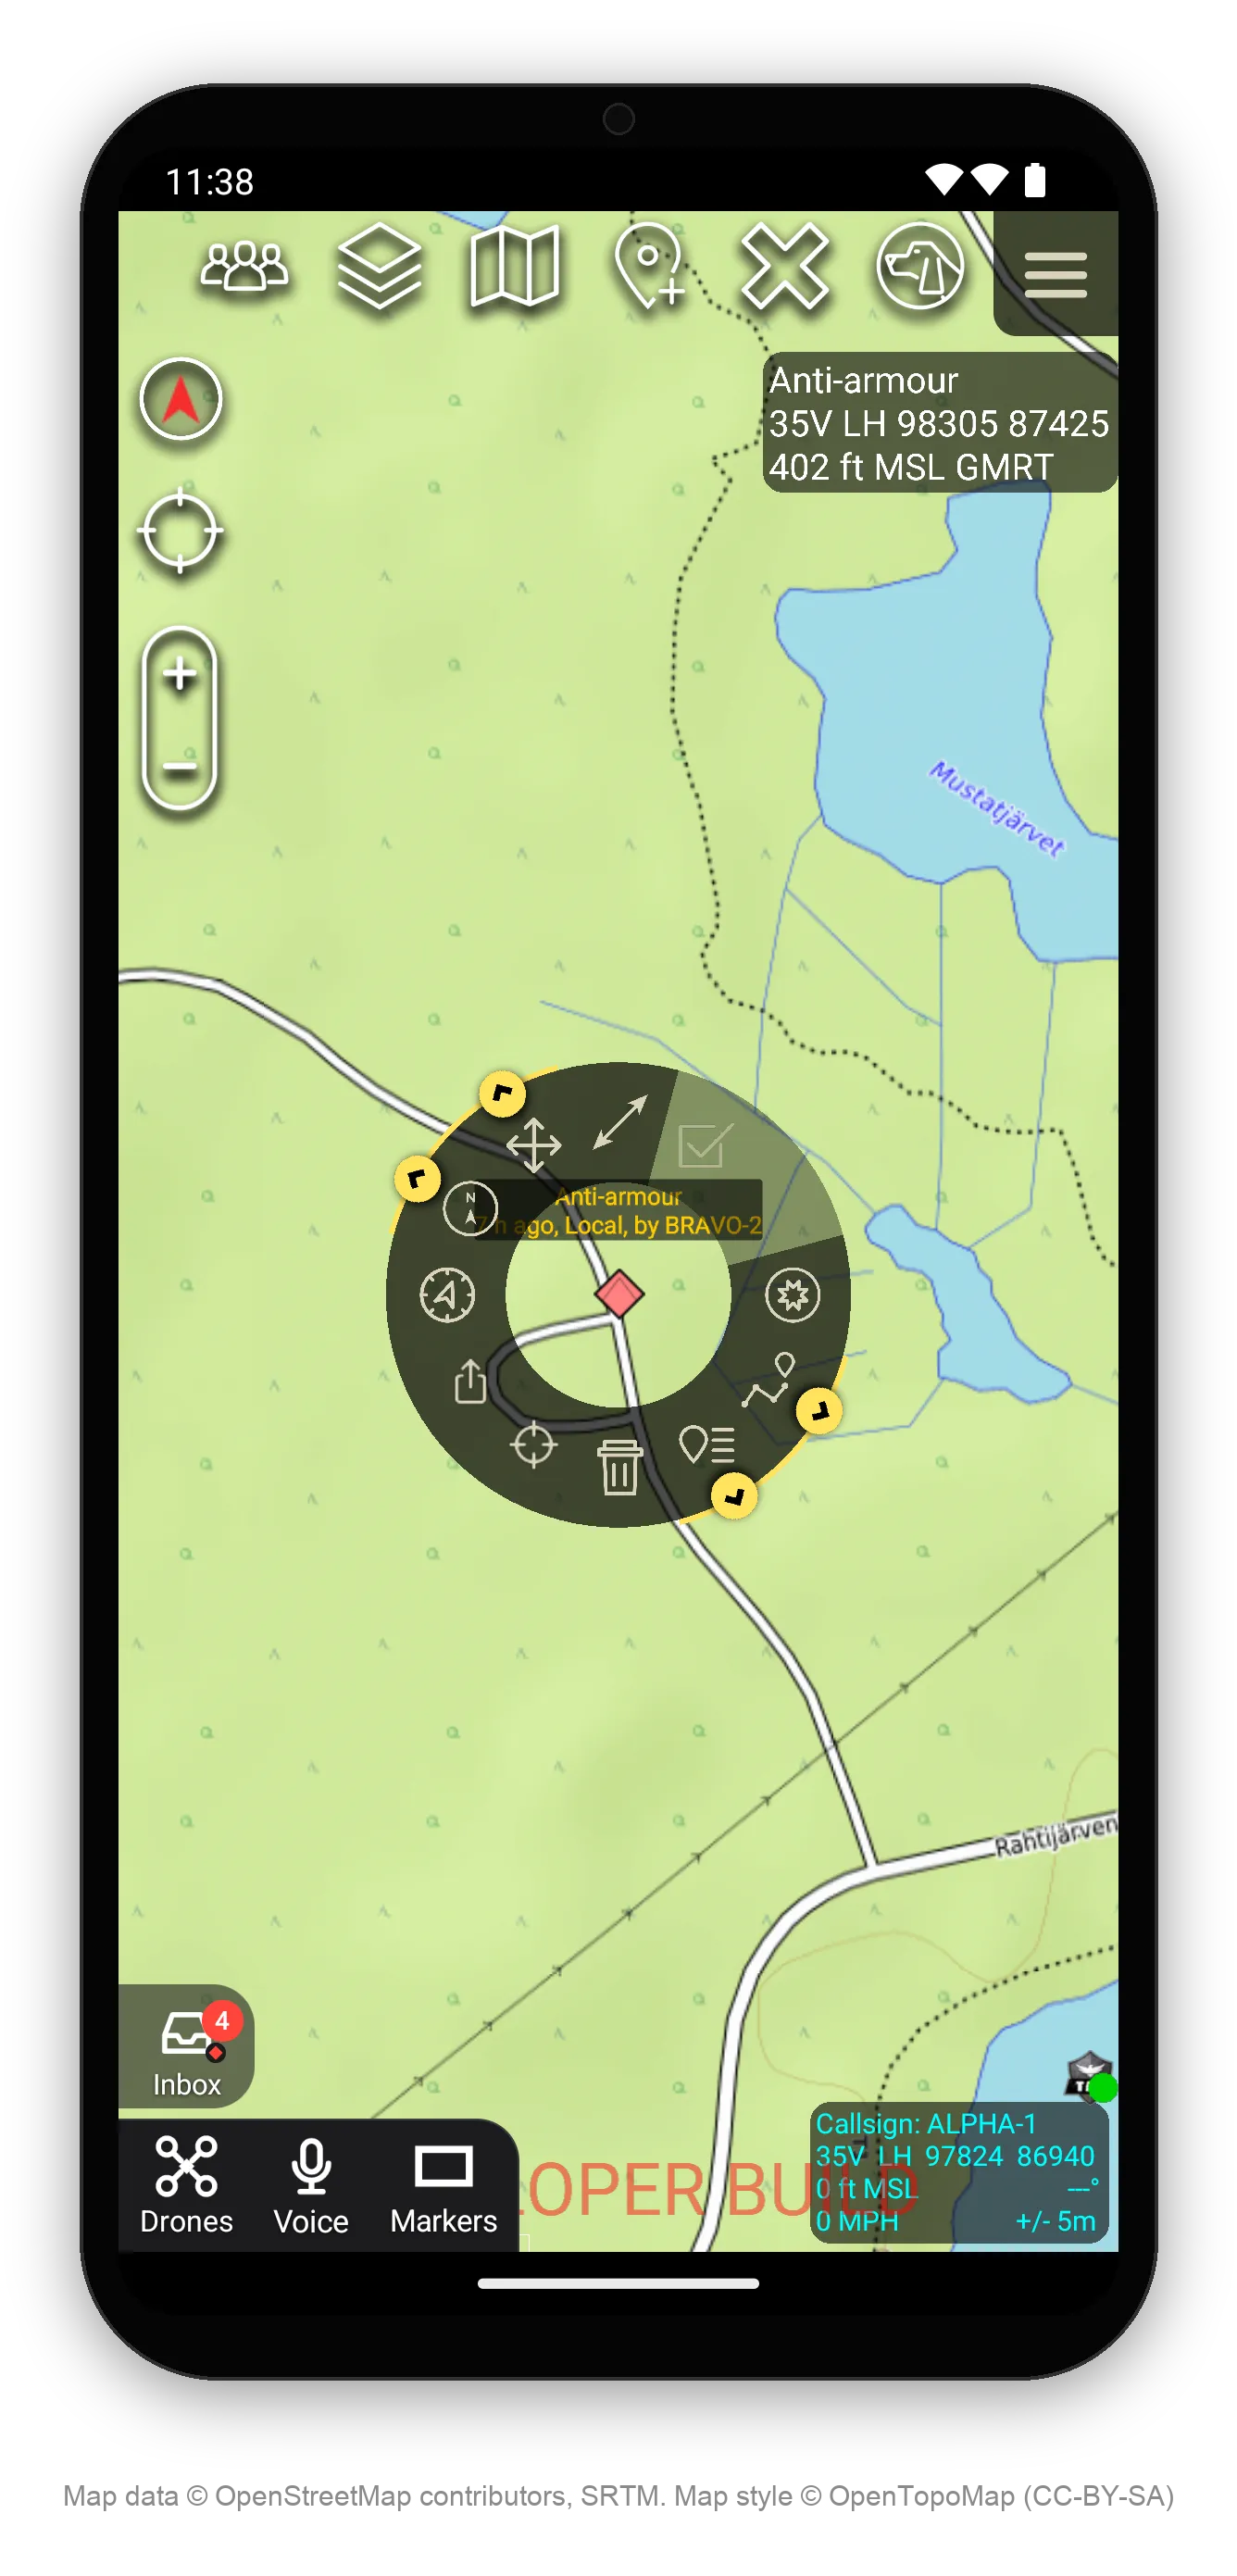 11:38
Anti-armour
35V LH 98305 87425
402 ft MSL GMRT
Mustatjärvet
N
Anti-armour
ago, Local, by BRAVO-2
Rahtijärven
4
Inbox
Callsign: ALPHA-1
35V LH 97824 86940
0 ft MSL ---°
0 MPH +/- 5m
LOPER BUILD
Drones Voice Markers
Map data © OpenStreetMap contributors, SRTM. Map style © OpenTopoMap (CC-BY-SA)